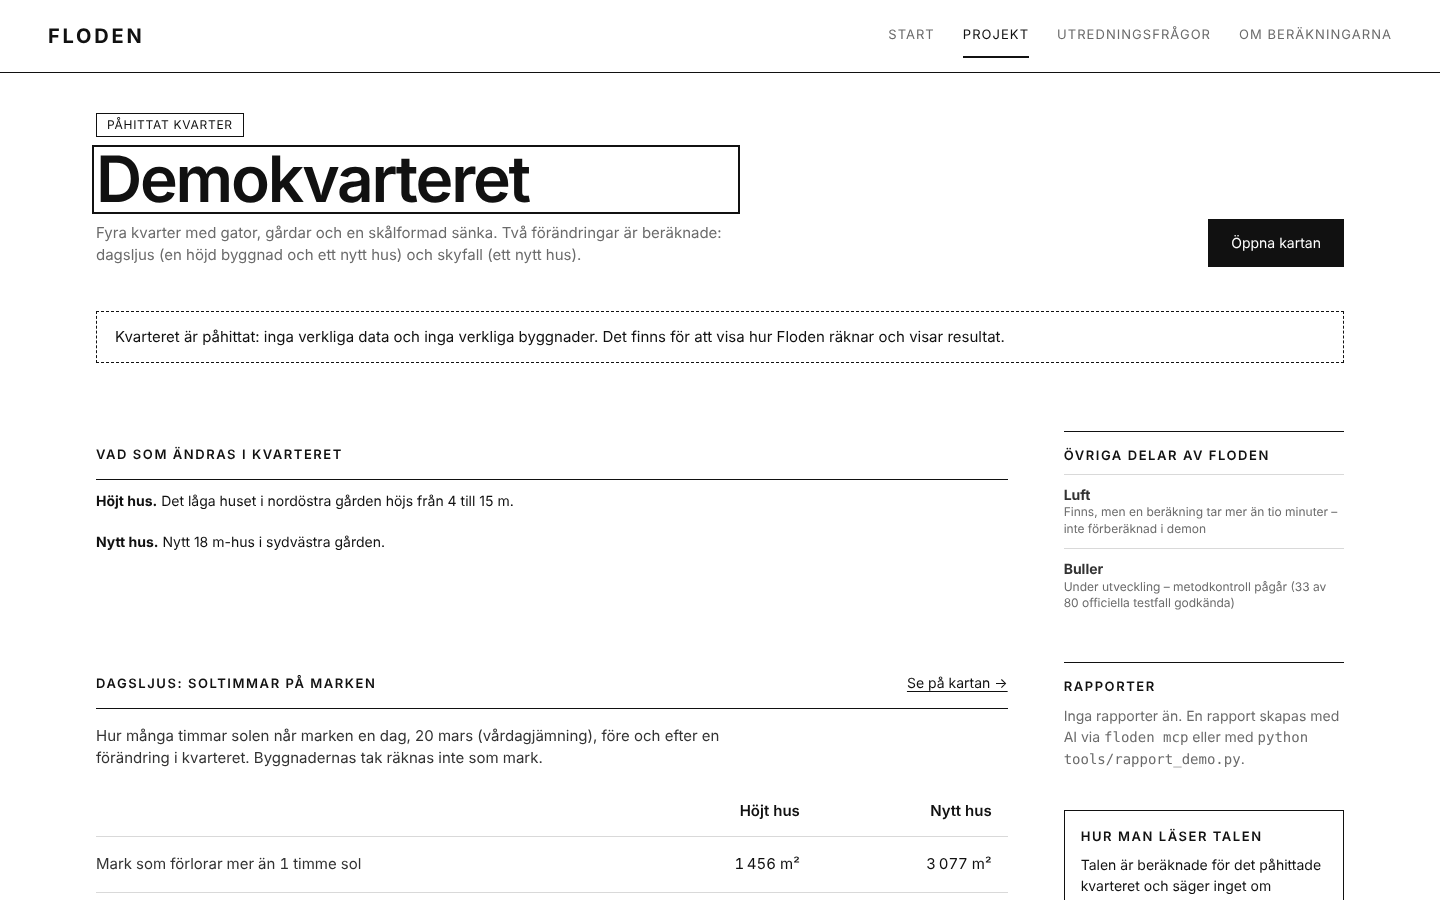 FLODEN
START PROJEKT UTREDNINGSFRÅGOR OM BERÄKNINGARNA
PÅHITTAT KVARTER
Demokvarteret
Fyra kvarter med gator, gårdar och en skålformad sänka. Två förändringar är beräknade:
dagsljus (en höjd byggnad och ett nytt hus) och skyfall (ett nytt hus).
Öppna kartan
Kvarteret är påhittat: inga verkliga data och inga verkliga byggnader. Det finns för att visa hur Floden räknar och visar resultat.
VAD SOM ÄNDRAS I KVARTERET
Höjt hus. Det låga huset i nordöstra gården höjs från 4 till 15 m.
Nytt hus. Nytt 18 m-hus i sydvästra gården.
DAGSLJUS: SOLTIMMAR PÅ MARKEN
Se på kartan →
Hur många timmar solen når marken en dag, 20 mars (vårdagjämning), före och efter en
förändring i kvarteret. Byggnadernas tak räknas inte som mark.
Höjt hus Nytt hus
Mark som förlorar mer än 1 timme sol 1 456 m² 3 077 m²
ÖVRIGA DELAR AV FLODEN
Luft
Finns, men en beräkning tar mer än tio minuter –
inte förberäknad i demon
Buller
Under utveckling – metodkontroll pågår (33 av
80 officiella testfall godkända)
RAPPORTER
Inga rapporter än. En rapport skapas med
AI via floden mcp eller med python
tools/rapport_demo.py.
HUR MAN LÄSER TALEN
Talen är beräknade för det påhittade
kvarteret och säger inget om